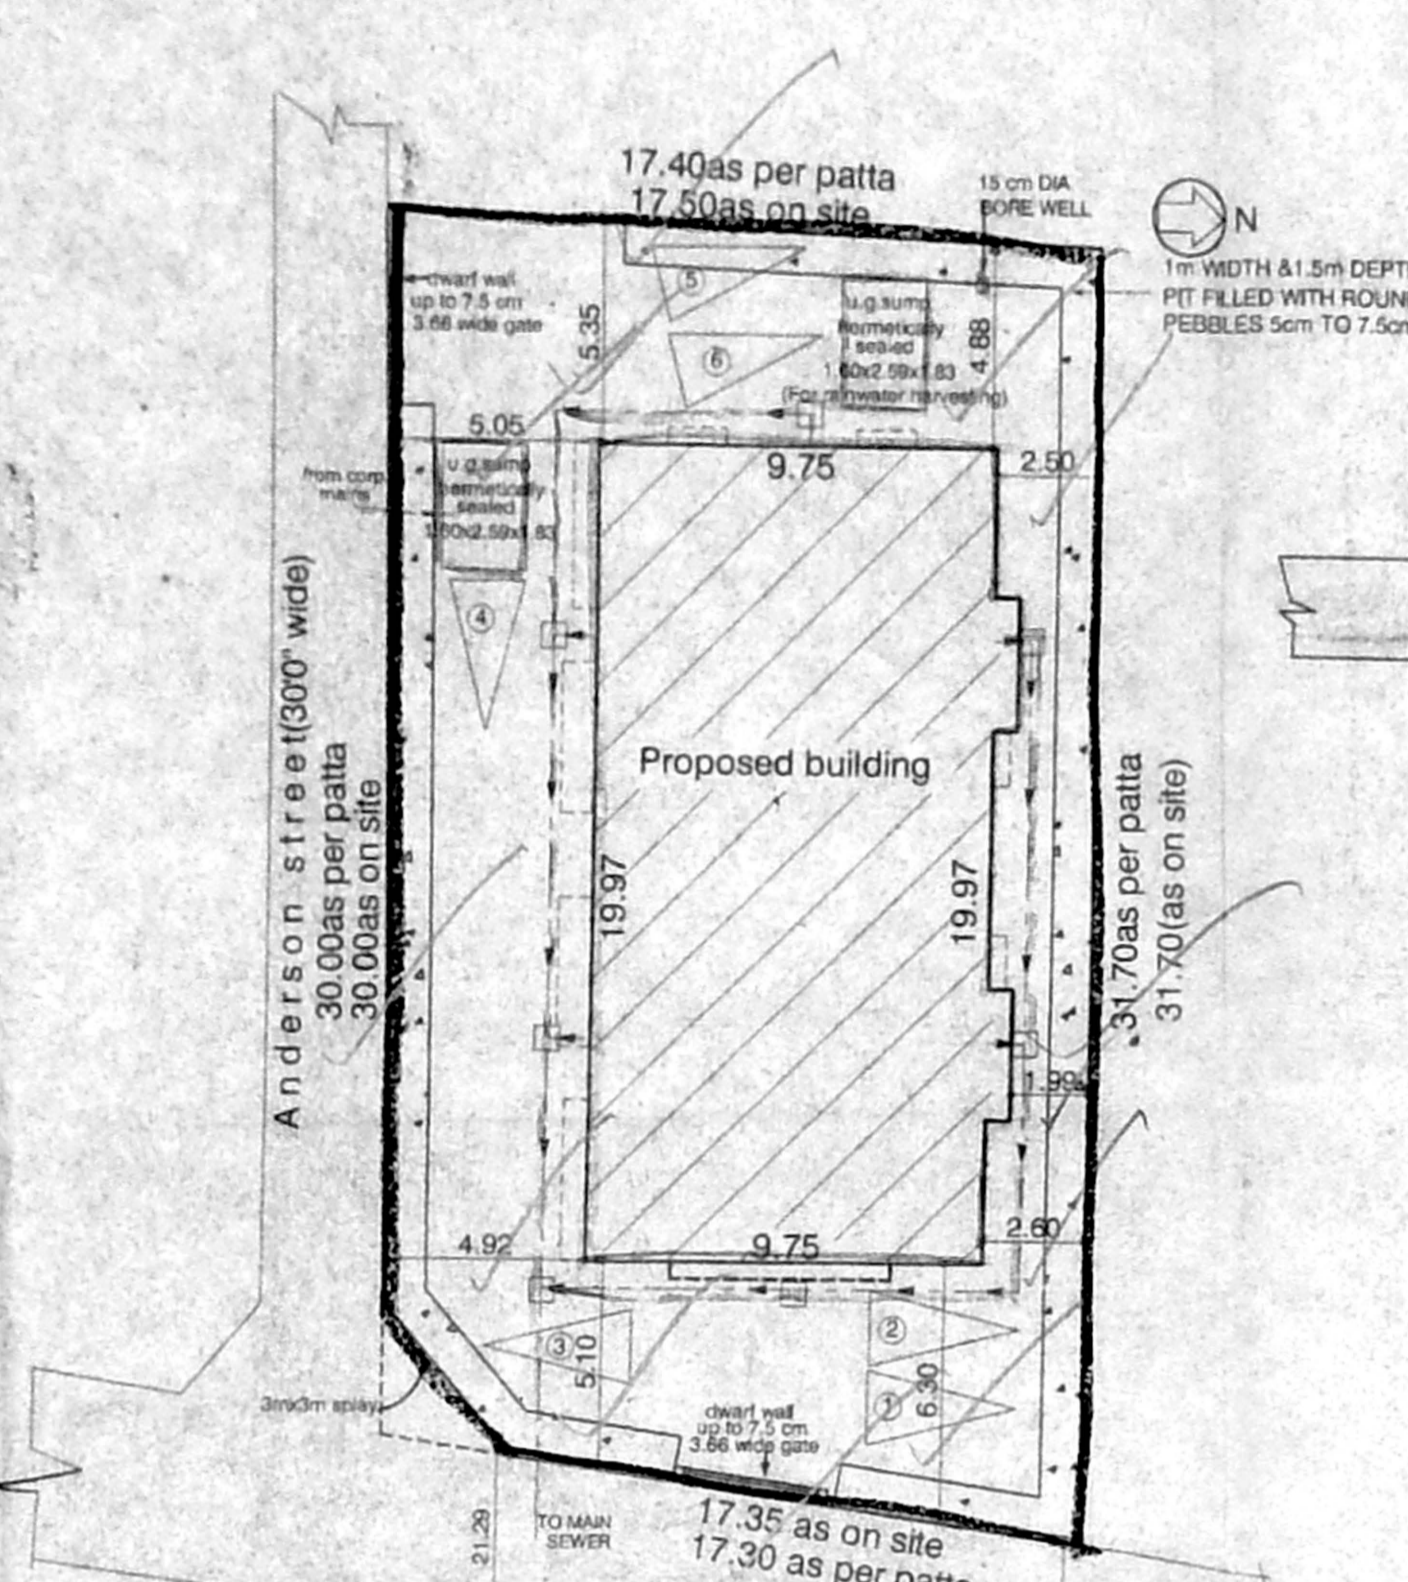 17.40as per patta
17.50as on site
15 cm DIA
BORE WELL
N
1m WIDTH &1.5m DEPT
PIT FILLED WITH ROUN
PEBBLES 5cm TO 7.5cm
dwarf wall
up to 7.5 cm
3.66 wide gate
5.35
5
6
u.g.sump
hermetically
sealed
1.60x2.59x1.83
(For rainwater harvesting)
4.88
5.05
9.75
2.50
from corp.
mains
u.g.sump
hermetically
sealed
1.60x2.59x1.83
4
Anderson street(30'0" wide)
30.00as per patta
30.00as on site
Proposed building
19.97
19.97
31.70as per patta
31.70(as on site)
1.99
4.92
9.75
2.60
3
5.10
2
1
6.30
3mx3m splay
dwarf wall
up to 7.5 cm
3.66 wide gate
21.29
TO MAIN
SEWER
17.35 as on site
17.30 as per patta